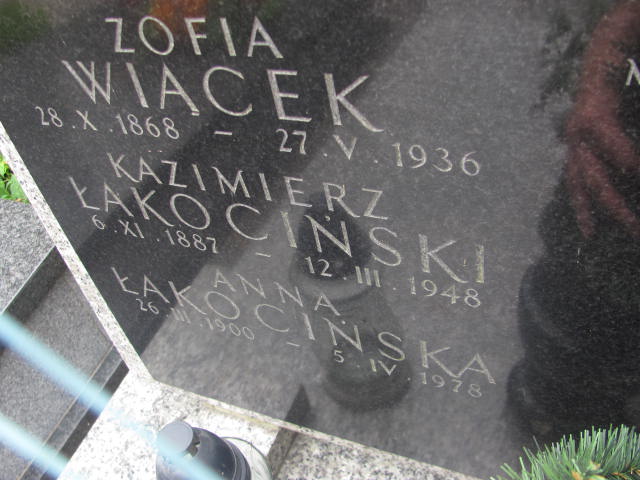 ZOFIA
WIĄCEK
28.X.1868 – 27.V.1936
KAZIMIERZ
ŁAKOCIŃSKI
6.XI.1887 – 12.III.1948
ANNA
ŁAKOCIŃSKA
26.III.1900 – 5.IV.1978